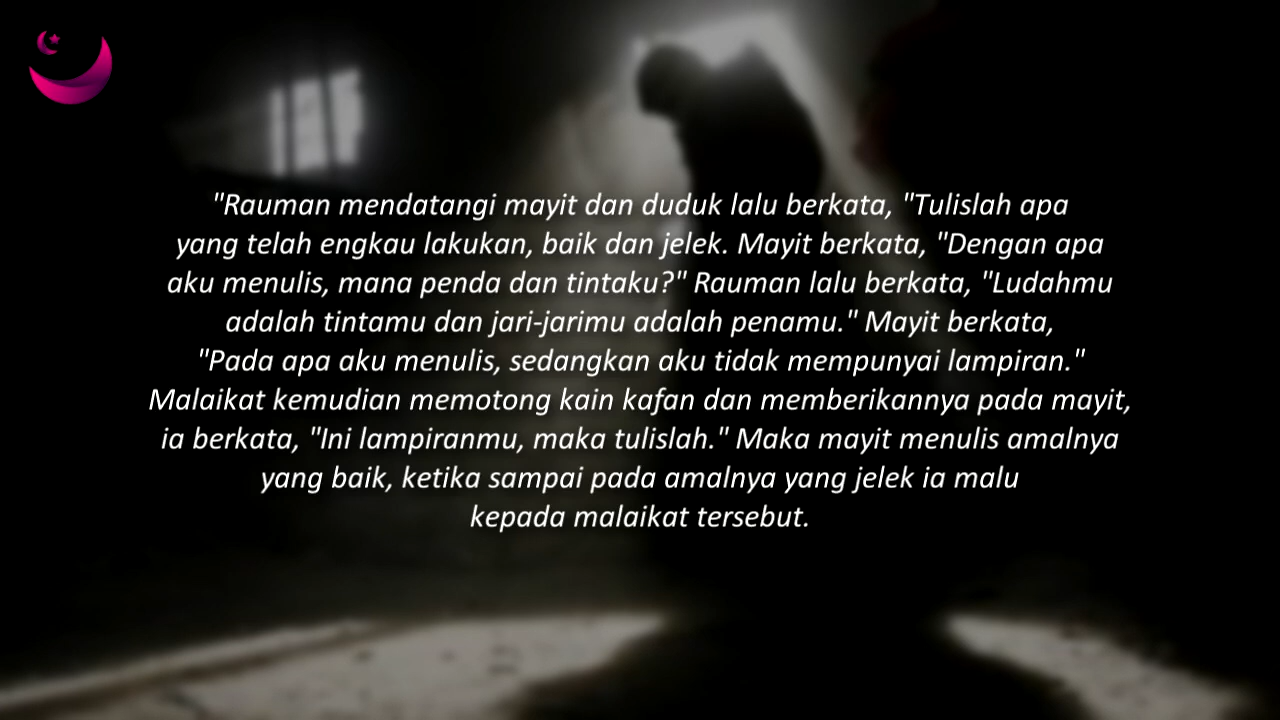 "Rauman mendatangi mayit dan duduk lalu berkata, "Tulislah apa
yang telah engkau lakukan, baik dan jelek. Mayit berkata, "Dengan apa
aku menulis, mana penda dan tintaku?" Rauman lalu berkata, "Ludahmu
adalah tintamu dan jari-jarimu adalah penamu." Mayit berkata,
"Pada apa aku menulis, sedangkan aku tidak mempunyai lampiran."
Malaikat kemudian memotong kain kafan dan memberikannya pada mayit,
ia berkata, "Ini lampiranmu, maka tulislah." Maka mayit menulis amalnya
yang baik, ketika sampai pada amalnya yang jelek ia malu
kepada malaikat tersebut.